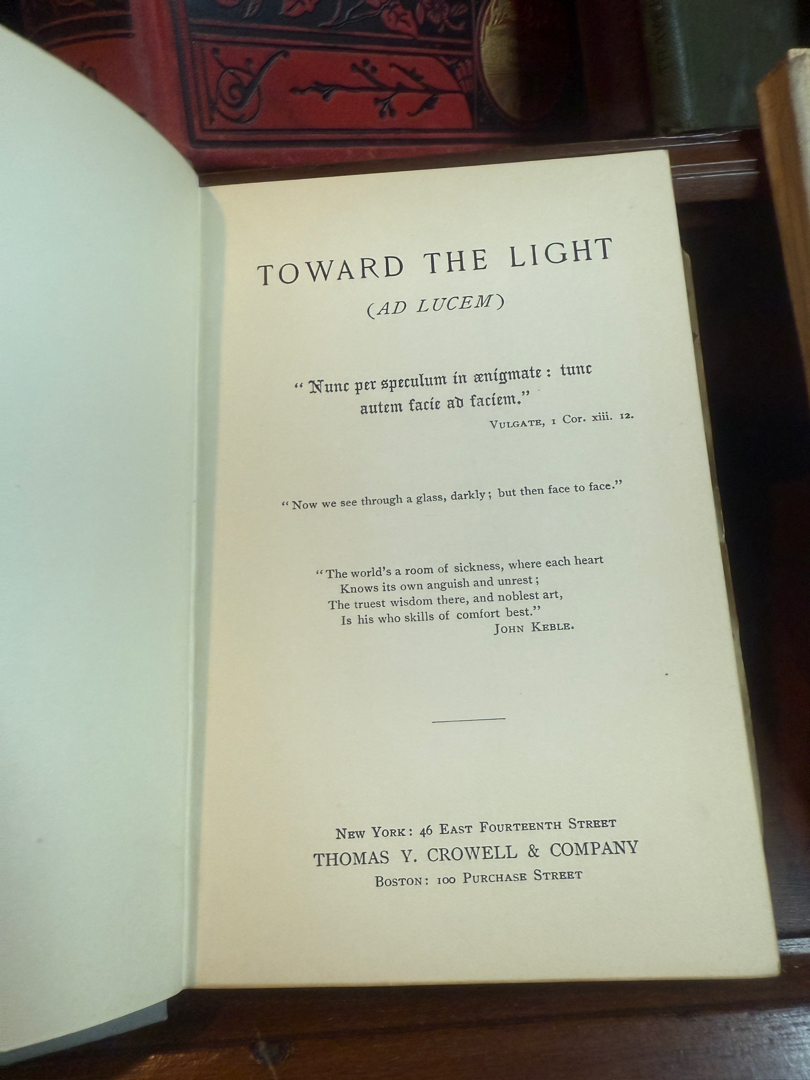 TOWARD THE LIGHT
(AD LUCEM)
“ Nunc per speculum in ænigmate : tunc
autem facie ad faciem.”
VULGATE, 1 Cor. xiii. 12.
“ Now we see through a glass, darkly ; but then face to face.”
“ The world’s a room of sickness, where each heart
Knows its own anguish and unrest ;
The truest wisdom there, and noblest art,
Is his who skills of comfort best.”
JOHN KEBLE.
NEW YORK : 46 EAST FOURTEENTH STREET
THOMAS Y. CROWELL & COMPANY
BOSTON : 100 PURCHASE STREET